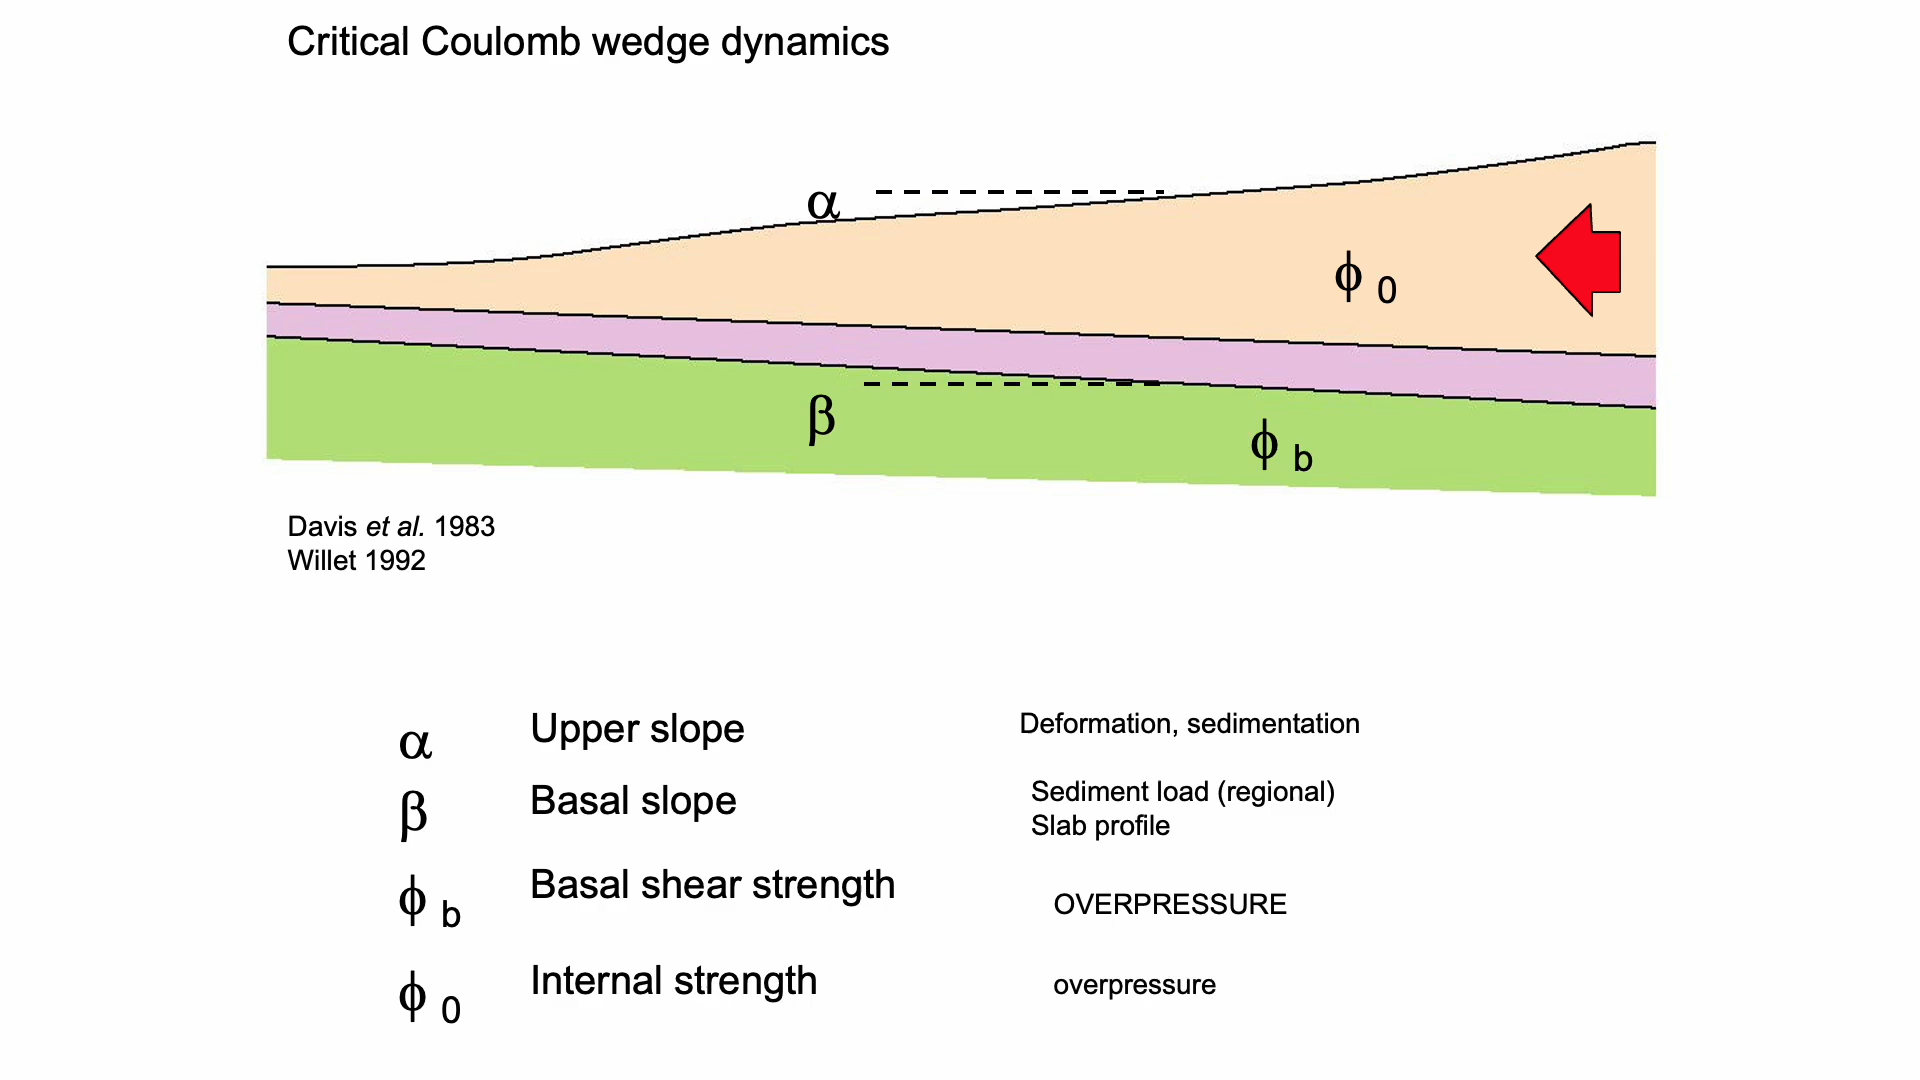 Critical Coulomb wedge dynamics
α
ϕ 0
β
ϕ b
Davis et al. 1983
Willet 1992
α Upper slope Deformation, sedimentation
β Basal slope Sediment load (regional)
Slab profile
ϕ b Basal shear strength OVERPRESSURE
ϕ 0 Internal strength overpressure